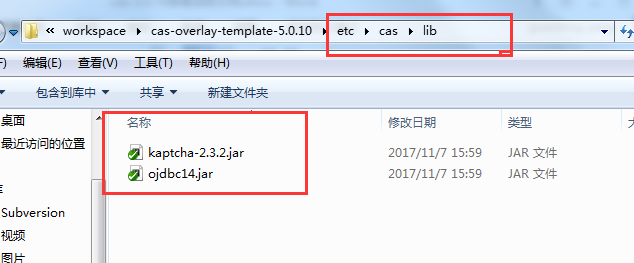 « workspace ▸ cas-overlay-template-5.0.10 ▸ etc ▸ cas ▸ lib
编辑(E) 查看(V) 工具(T) 帮助(H)
包含到库中 共享 新建文件夹
桌面
最近访问的位置
Subversion
视频
图片
名称 修改日期 类型
kaptcha-2.3.2.jar 2017/11/7 15:59 JAR 文件
ojdbc14.jar 2017/11/7 15:59 JAR 文件